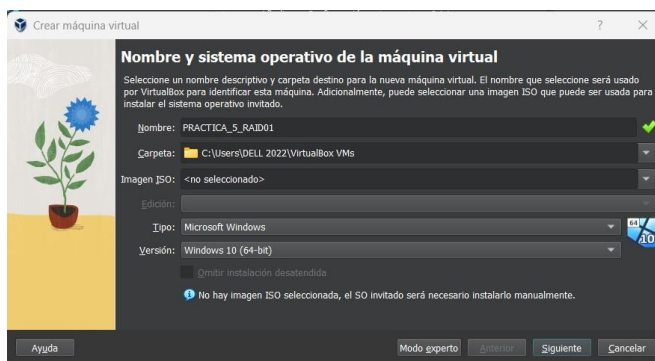 Crear máquina virtual
Nombre y sistema operativo de la máquina virtual
Seleccione un nombre descriptivo y carpeta destino para la nueva máquina virtual. El nombre que seleccione será usado
por VirtualBox para identificar esta máquina. Adicionalmente, puede seleccionar una imagen ISO que puede ser usada para
instalar el sistema operativo invitado.
Nombre: PRACTICA_5_RAID01
Carpeta: C:\Users\DELL 2022\VirtualBox VMs
Imagen ISO: <no seleccionado>
Edición:
Tipo: Microsoft Windows
64
Versión: Windows 10 (64-bit)
10
Omitir instalación desatendida
No hay imagen ISO seleccionada, el SO invitado será necesario instalarlo manualmente.
Ayuda Modo experto Anterior Siguiente Cancelar